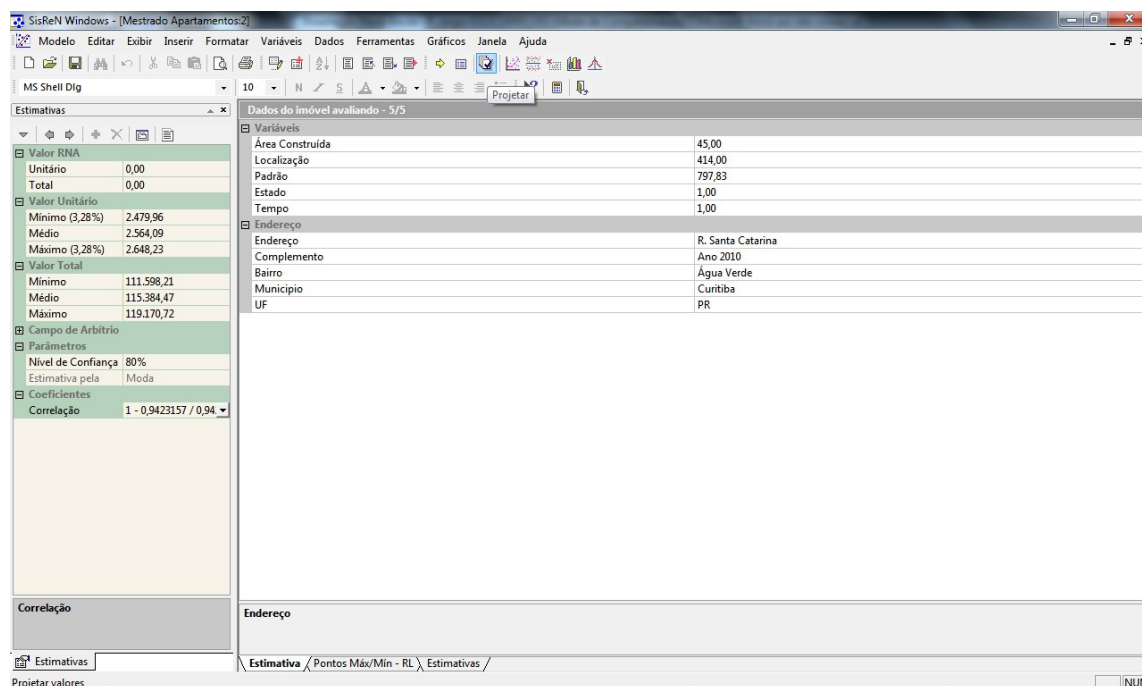 SisReN Windows - [Mestrado Apartamentos:2]
Modelo Editar Exibir Inserir Formatar Variáveis Dados Ferramentas Gráficos Janela Ajuda
MS Shell Dlg 10 N S A
Projetar
Estimativas
Valor RNA
Unitário 0,00
Total 0,00
Valor Unitário
Mínimo (3,28%) 2.479,96
Médio 2.564,09
Máximo (3,28%) 2.648,23
Valor Total
Mínimo 111.598,21
Médio 115.384,47
Máximo 119.170,72
Campo de Arbítrio
Parâmetros
Nível de Confiança 80%
Estimativa pela Moda
Coeficientes
Correlação 1 - 0,9423157 / 0,94
Correlação
Estimativas
Dados do imóvel avaliando - 5/5
Variáveis
Área Construída 45,00
Localização 414,00
Padrão 797,83
Estado 1,00
Tempo 1,00
Endereço
Endereço R. Santa Catarina
Complemento Ano 2010
Bairro Água Verde
Municipio Curitiba
UF PR
Endereço
Estimativa Pontos Máx/Mín - RL Estimativas
Projetar valores NUM